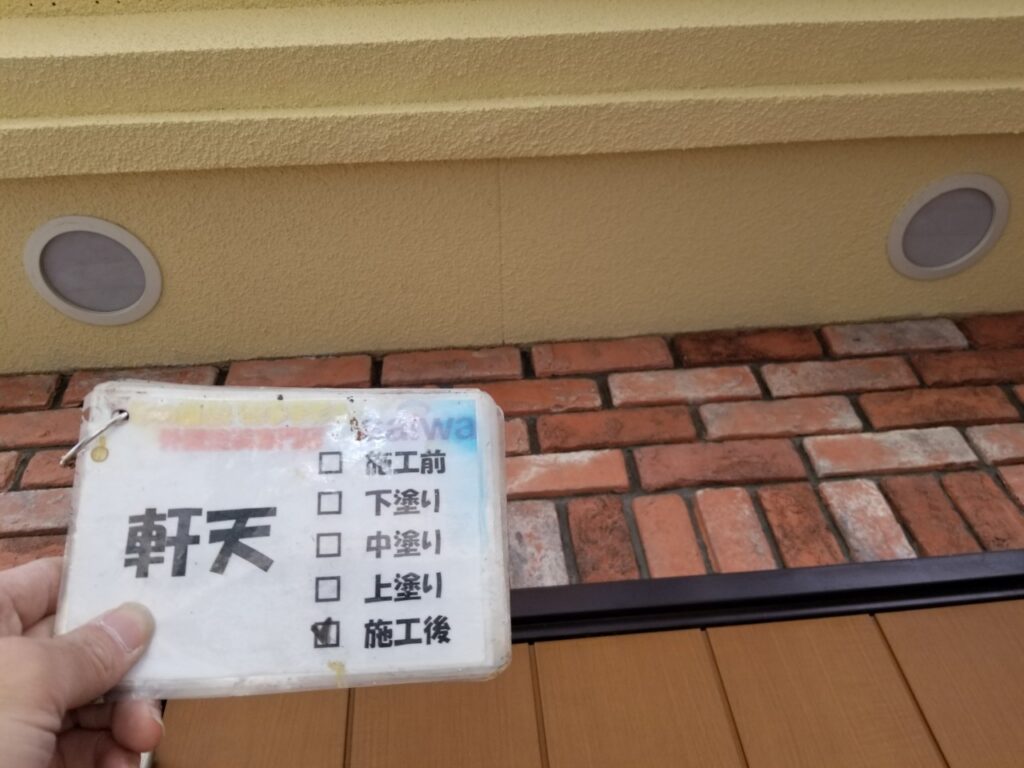 軒天
□ 施工前
□ 下塗り
□ 中塗り
□ 上塗り
☑ 施工後